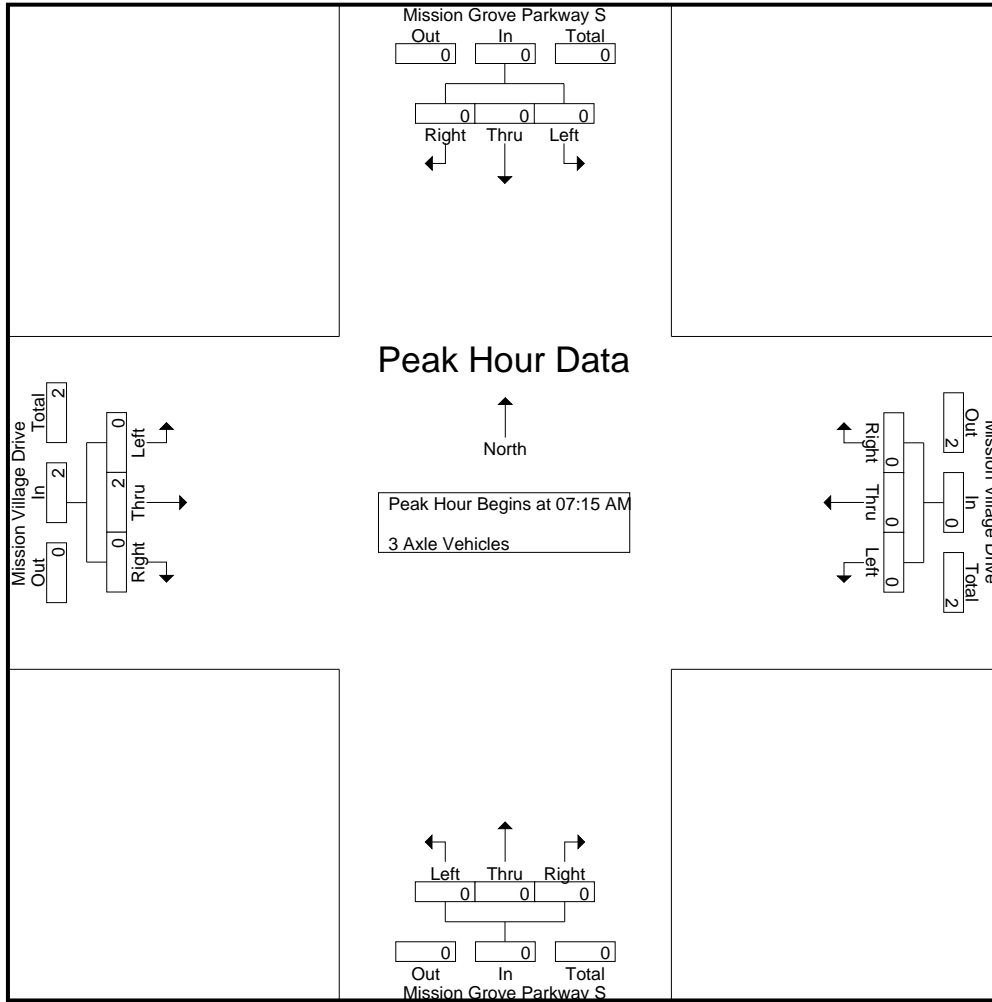 Mission Grove Parkway S
Out In Total
0 0 0
0 0 0
Right Thru Left
Peak Hour Data
North
Peak Hour Begins at 07:15 AM
3 Axle Vehicles
Mission Village Drive
Out In Total
0 2 2
0 2 0
Left Thru Right
Mission Village Drive
Out In Total
2 0 2
0 0 0
Right Thru Left
Left Thru Right
0 0 0
0 0 0
Out In Total
Mission Grove Parkway S